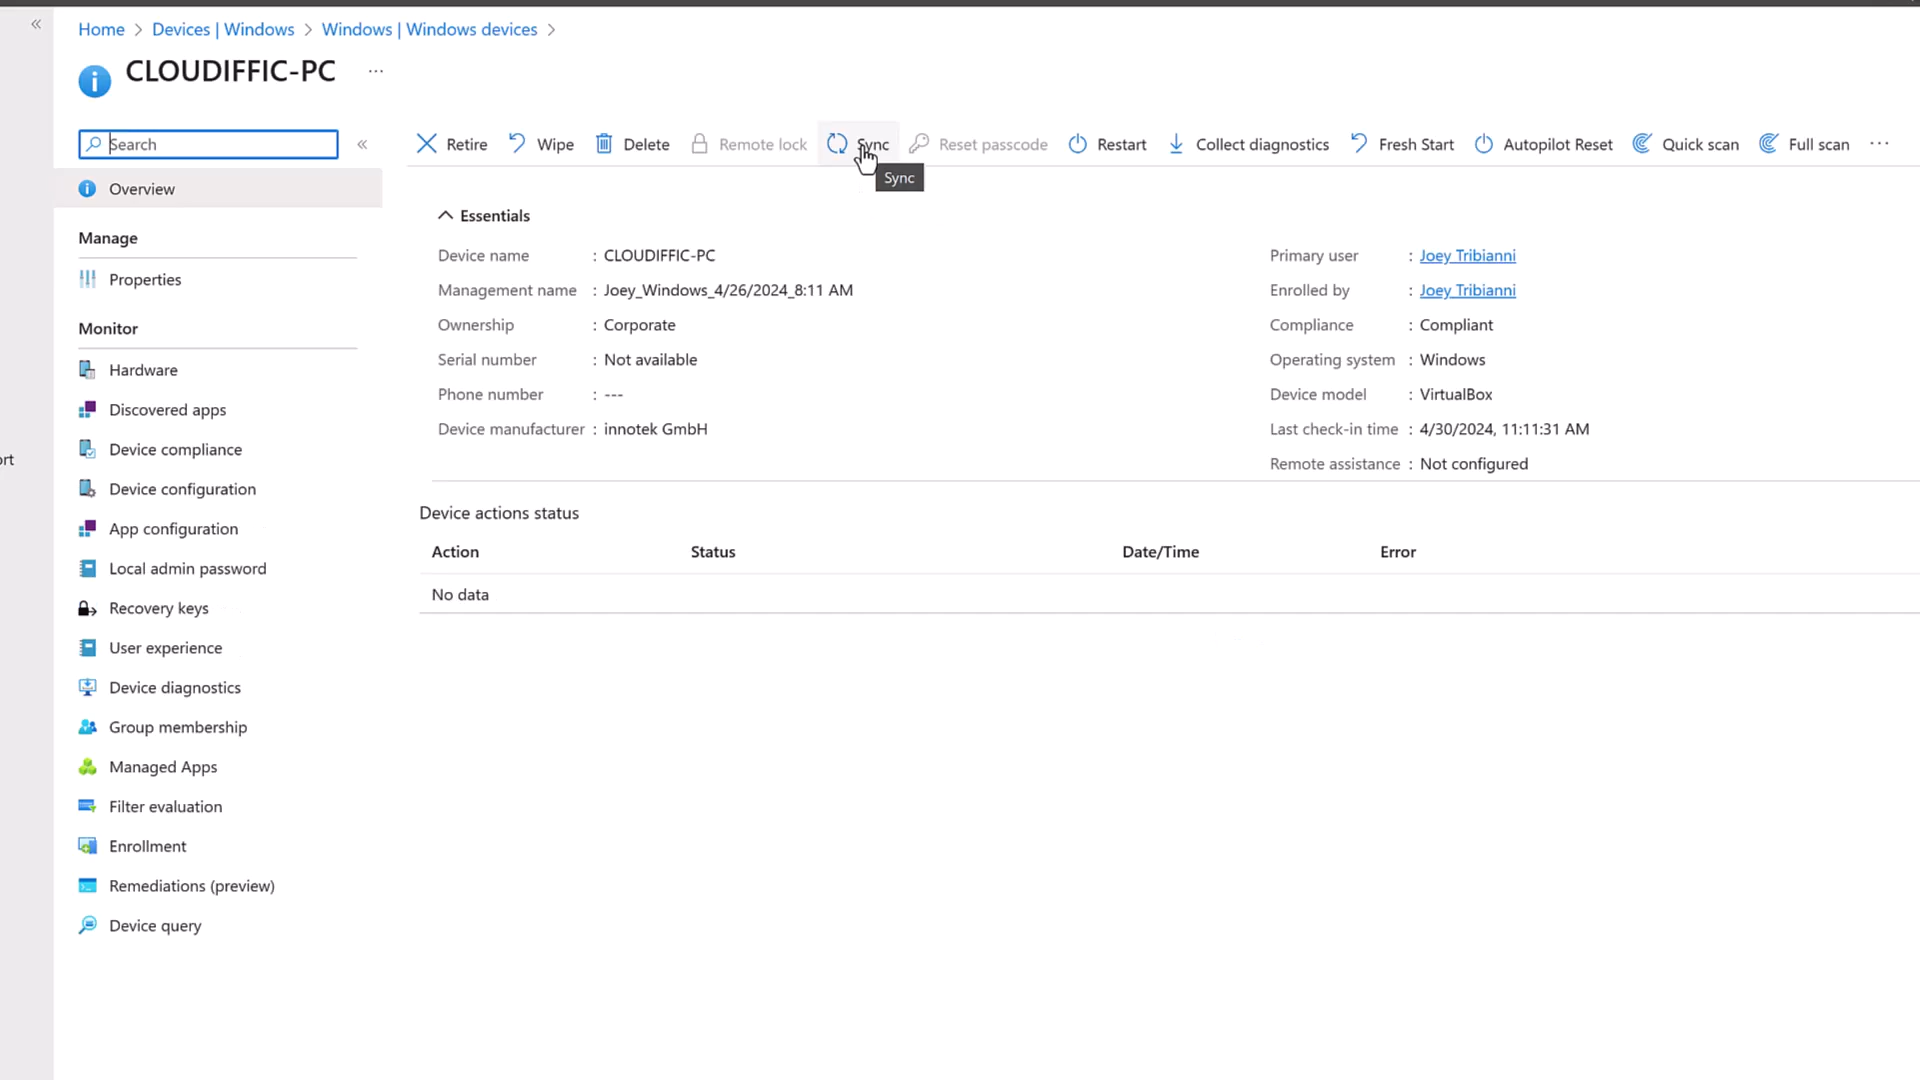 Home > Devices | Windows > Windows | Windows devices >
CLOUDIFFIC-PC ...
Search
Retire Wipe Delete Remote lock Sync Reset passcode Restart Collect diagnostics Fresh Start Autopilot Reset Quick scan Full scan ...
Sync
Overview
Manage
Properties
Monitor
Hardware
Discovered apps
Device compliance
Device configuration
App configuration
Local admin password
Recovery keys
User experience
Device diagnostics
Group membership
Managed Apps
Filter evaluation
Enrollment
Remediations (preview)
Device query
ort
Essentials
Device name : CLOUDIFFIC-PC
Management name : Joey_Windows_4/26/2024_8:11 AM
Ownership : Corporate
Serial number : Not available
Phone number : ---
Device manufacturer : innotek GmbH
Primary user : Joey Tribianni
Enrolled by : Joey Tribianni
Compliance : Compliant
Operating system : Windows
Device model : VirtualBox
Last check-in time : 4/30/2024, 11:11:31 AM
Remote assistance : Not configured
Device actions status
Action Status Date/Time Error
No data